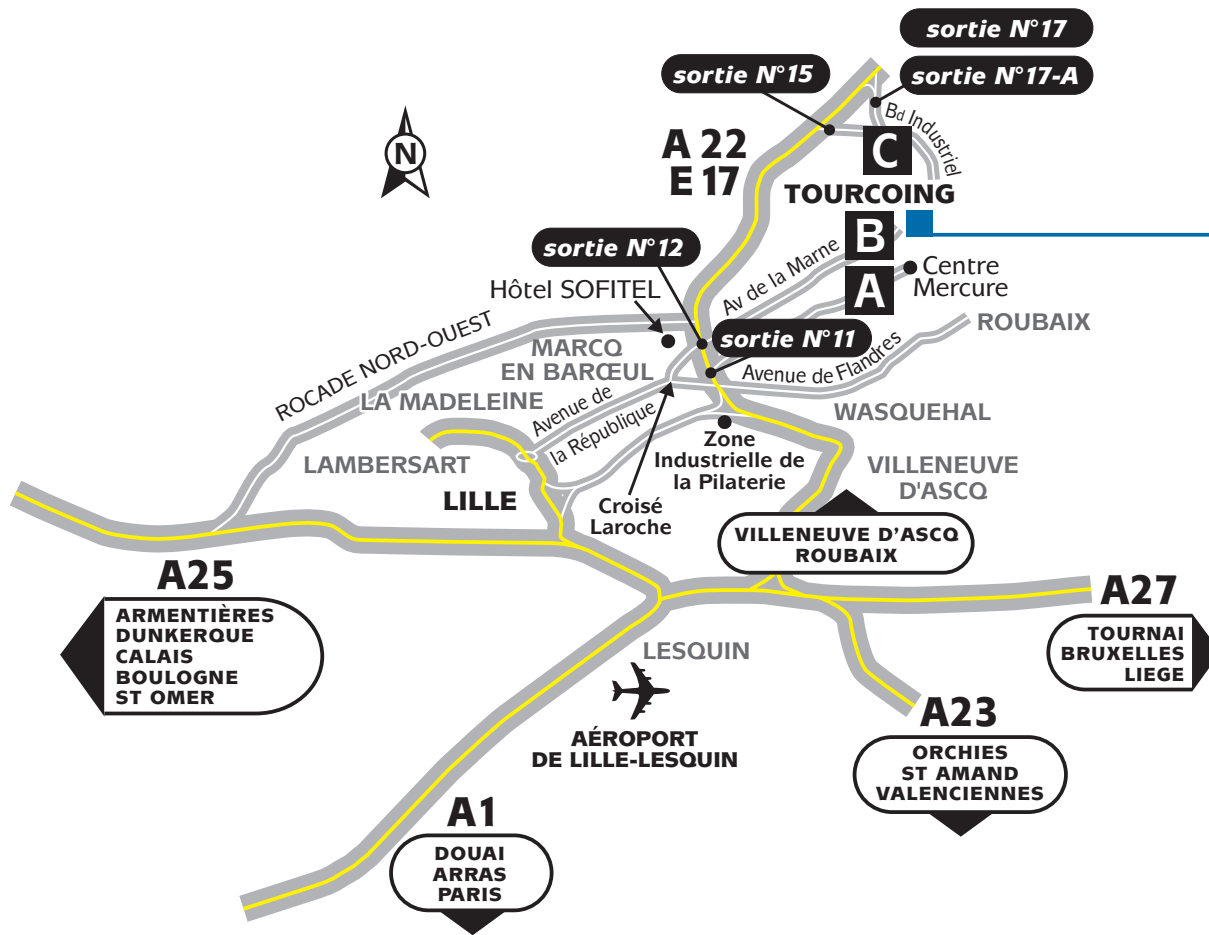 sortie N°17
sortie N°15
sortie N°17-A
Bd Industriel
A 22
E 17
C
N
TOURCOING
B
sortie N°12
Av de la Marne
A
Centre
Mercure
Hôtel SOFITEL
ROUBAIX
ROCADE NORD-OUEST
sortie N°11
MARCQ
EN BARŒUL
Avenue de Flandres
LA MADELEINE
Avenue de
la République
WASQUEHAL
Zone
Industrielle de
la Pilaterie
LAMBERSART
VILLENEUVE
D'ASCQ
LILLE
Croisé
Laroche
VILLENEUVE D'ASCQ
ROUBAIX
A25
ARMENTIÈRES
DUNKERQUE
CALAIS
BOULOGNE
ST OMER
A27
TOURNAI
BRUXELLES
LIEGE
LESQUIN
AÉROPORT
DE LILLE-LESQUIN
A23
ORCHIES
ST AMAND
VALENCIENNES
A1
DOUAI
ARRAS
PARIS